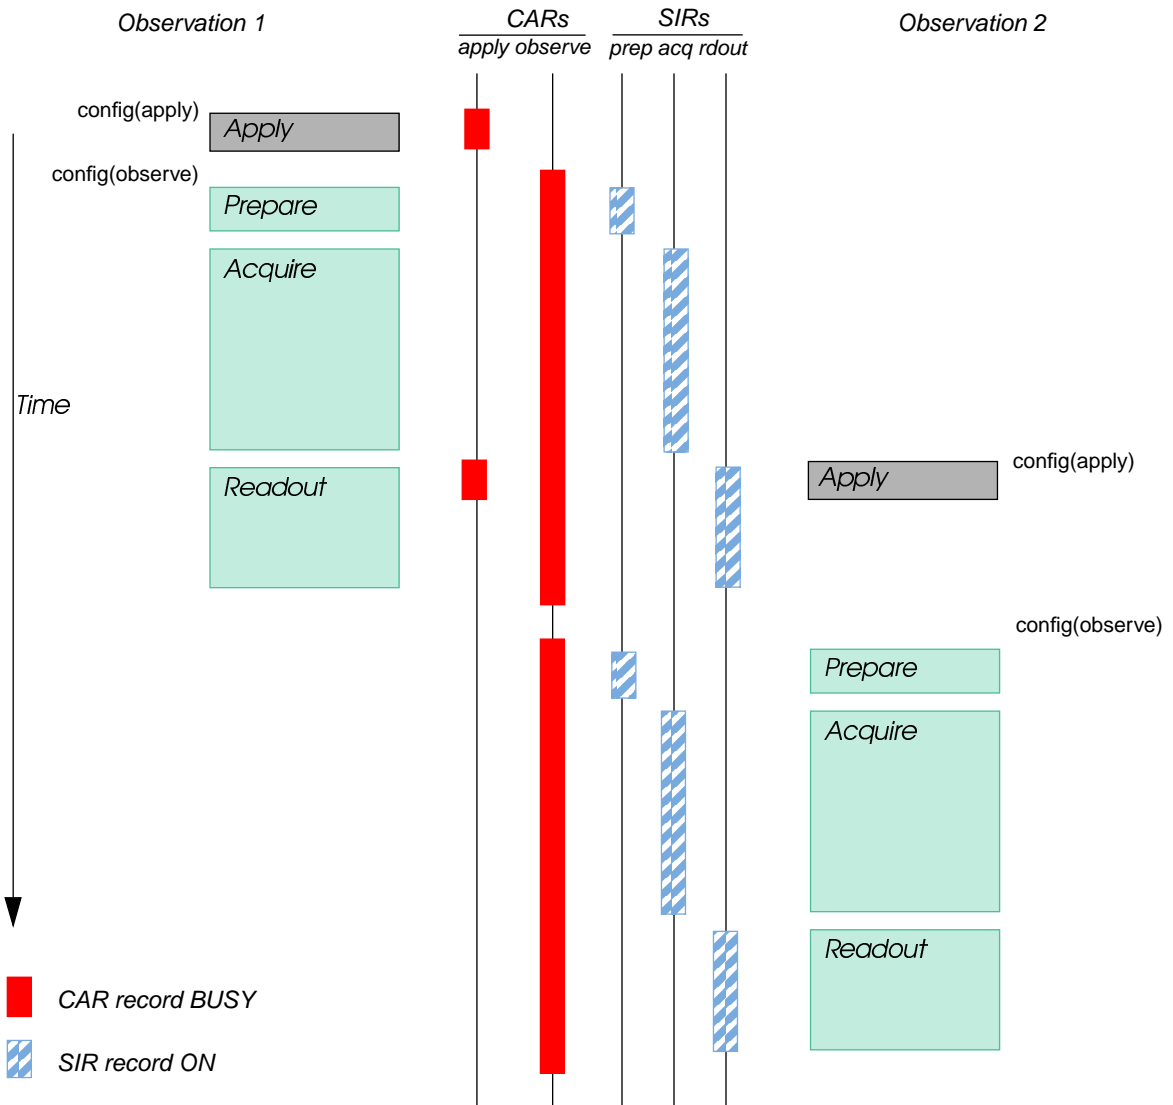 Observation 1
CARs
SIRs
Observation 2
apply observe
prep acq rdout
config(apply)
Apply
config(observe)
Prepare
Acquire
Time
Readout
Apply
config(apply)
config(observe)
Prepare
Acquire
Readout
CAR record BUSY
SIR record ON